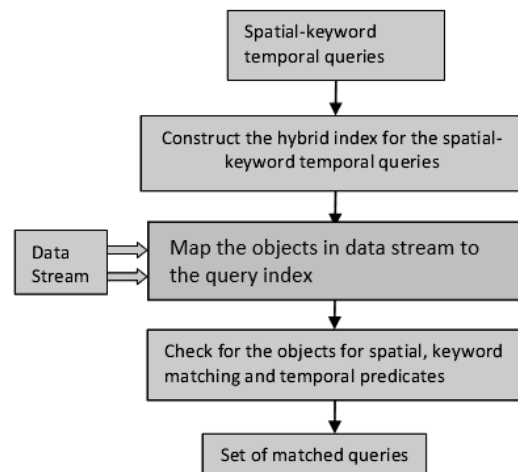 Spatial-keyword
temporal queries
Construct the hybrid index for the spatial-
keyword temporal queries
Data
Stream
Map the objects in data stream to
the query index
Check for the objects for spatial, keyword
matching and temporal predicates
Set of matched queries